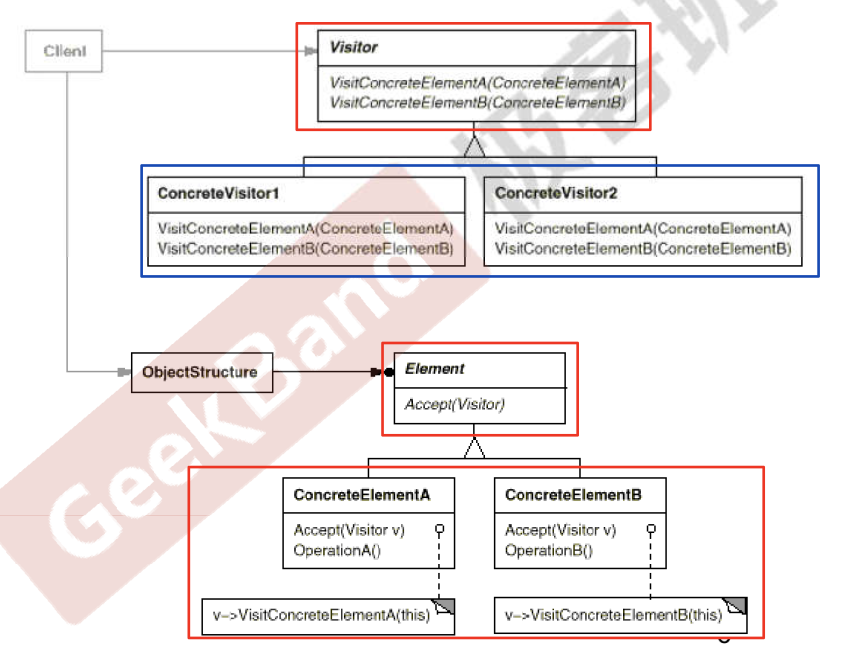 Client
Visitor
VisitConcreteElementA(ConcreteElementA)
VisitConcreteElementB(ConcreteElementB)
ConcreteVisitor1
VisitConcreteElementA(ConcreteElementA)
VisitConcreteElementB(ConcreteElementB)
ConcreteVisitor2
VisitConcreteElementA(ConcreteElementA)
VisitConcreteElementB(ConcreteElementB)
ObjectStructure
Element
Accept(Visitor)
ConcreteElementA
Accept(Visitor v)
OperationA()
ConcreteElementB
Accept(Visitor v)
OperationB()
v->VisitConcreteElementA(this)
v->VisitConcreteElementB(this)
GeekBand 极客班